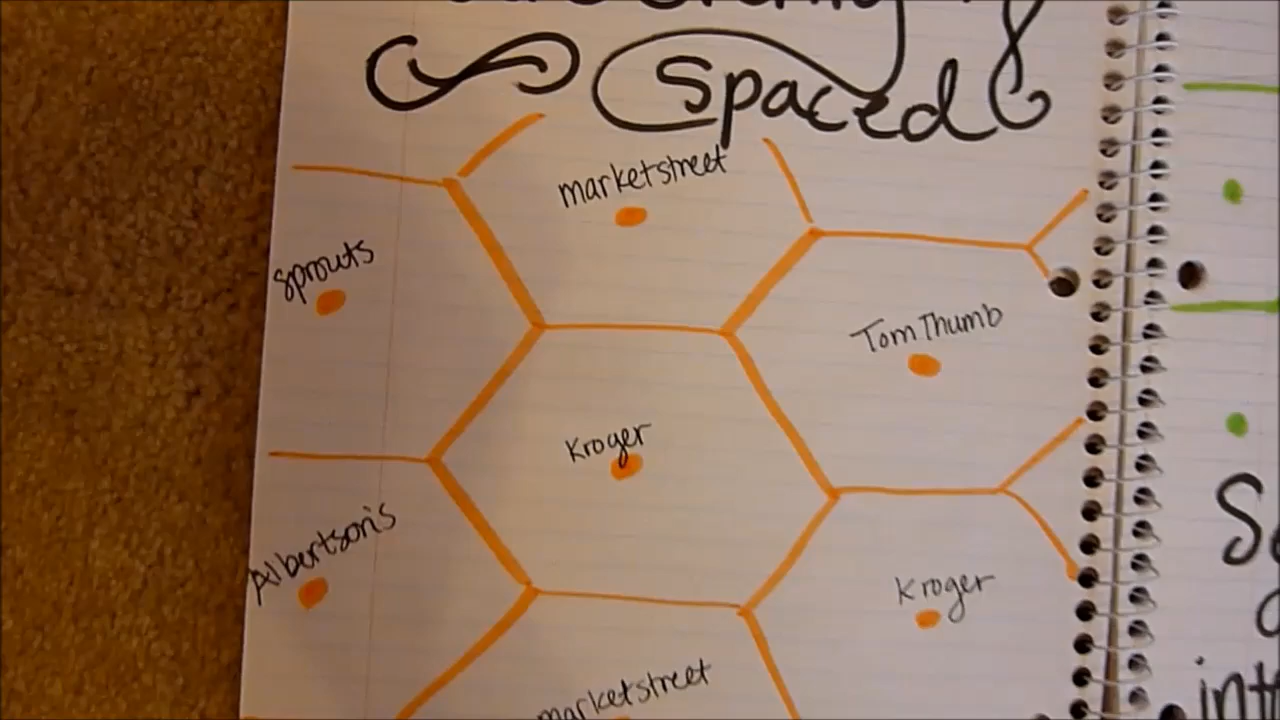 Spaced
marketstreet
sprouts
Tom Thumb
Kroger
Albertson's
Kroger
marketstreet